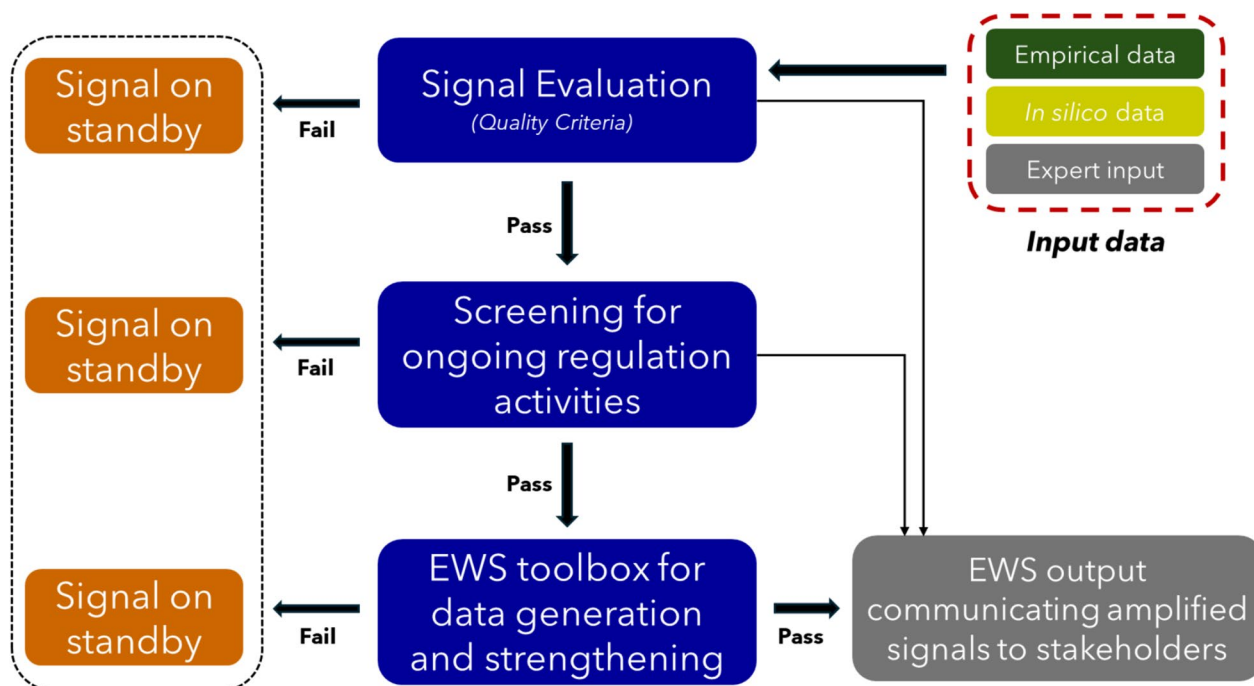 Signal on
standby
Fail
Signal Evaluation
(Quality Criteria)
Empirical data
In silico data
Expert input
Input data
Pass
Signal on
standby
Fail
Screening for
ongoing regulation
activities
Pass
Signal on
standby
Fail
EWS toolbox for
data generation
and strengthening
Pass
EWS output
communicating amplified
signals to stakeholders